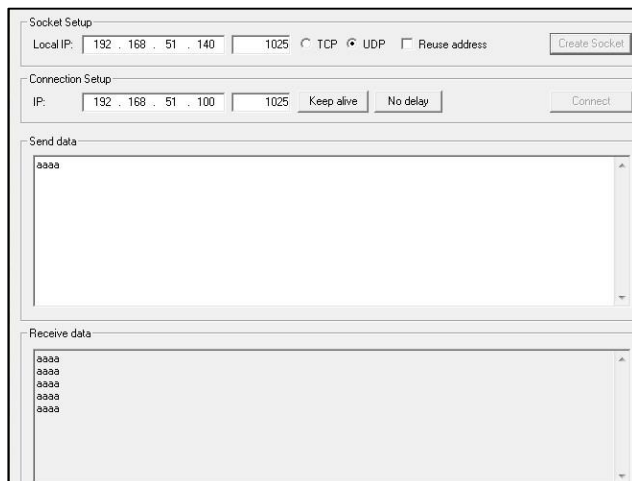 Socket Setup
Local IP: 192 . 168 . 51 . 140 1025 TCP UDP Reuse address Create Socket
Connection Setup
IP: 192 . 168 . 51 . 100 1025 Keep alive No delay Connect
Send data
aaaa
Receive data
aaaa
aaaa
aaaa
aaaa
aaaa